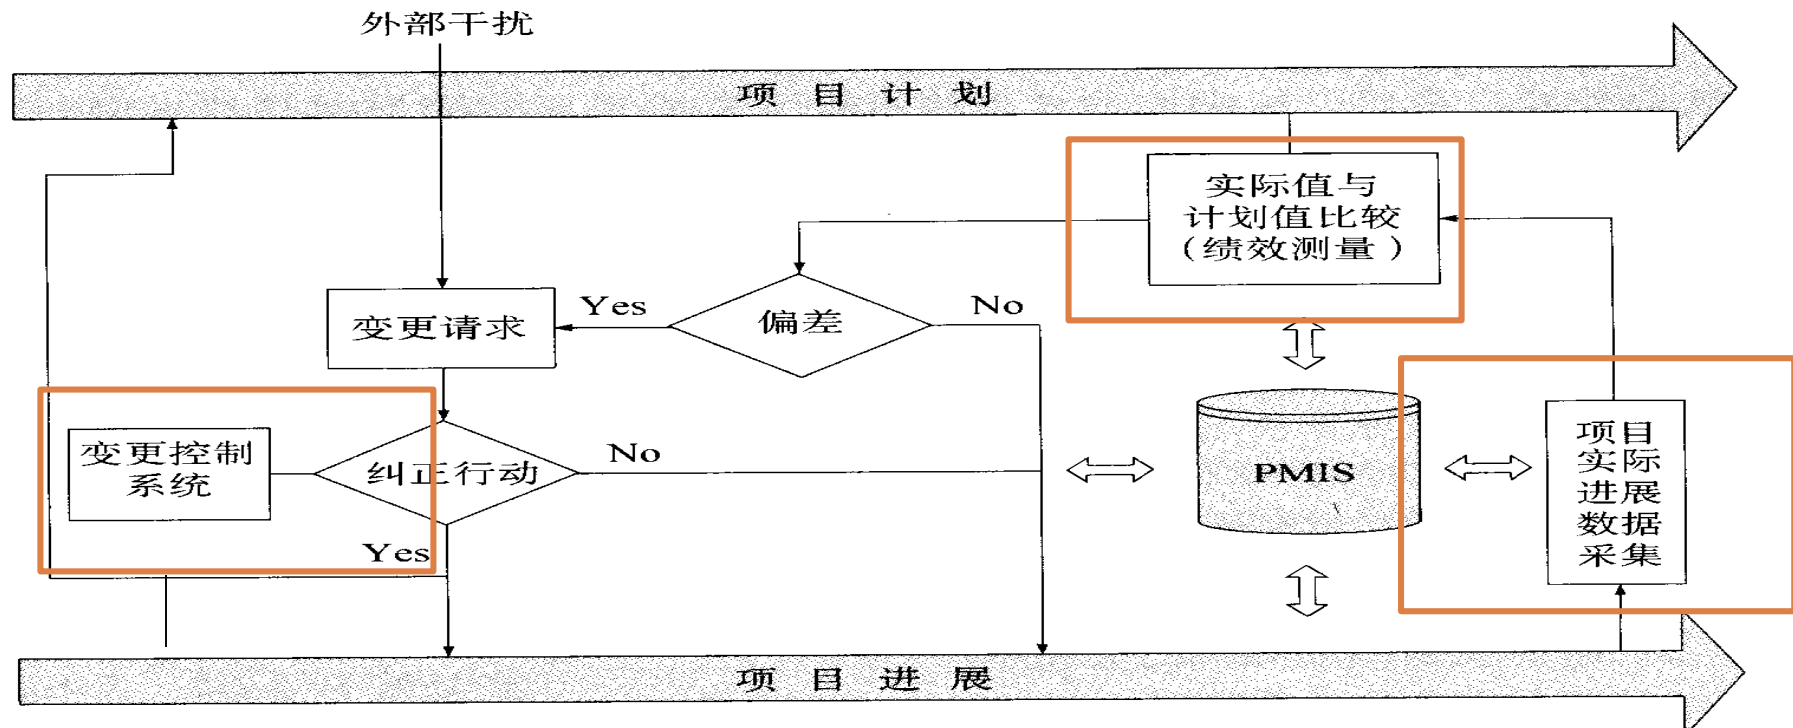 外部干扰
项目计划
实际值与
计划值比较
（绩效测量）
Yes
偏差
No
变更请求
变更控制
系统
纠正行动
No
Yes
PMIS
项目
实际
进展
数据
采集
项目进展